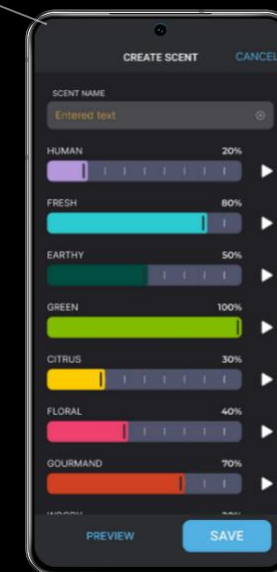 CREATE SCENT CANCEL
SCENT NAME
Entered text
HUMAN 20%
FRESH 80%
EARTHY 50%
GREEN 100%
CITRUS 30%
FLORAL 40%
GOURMAND 70%
PREVIEW SAVE